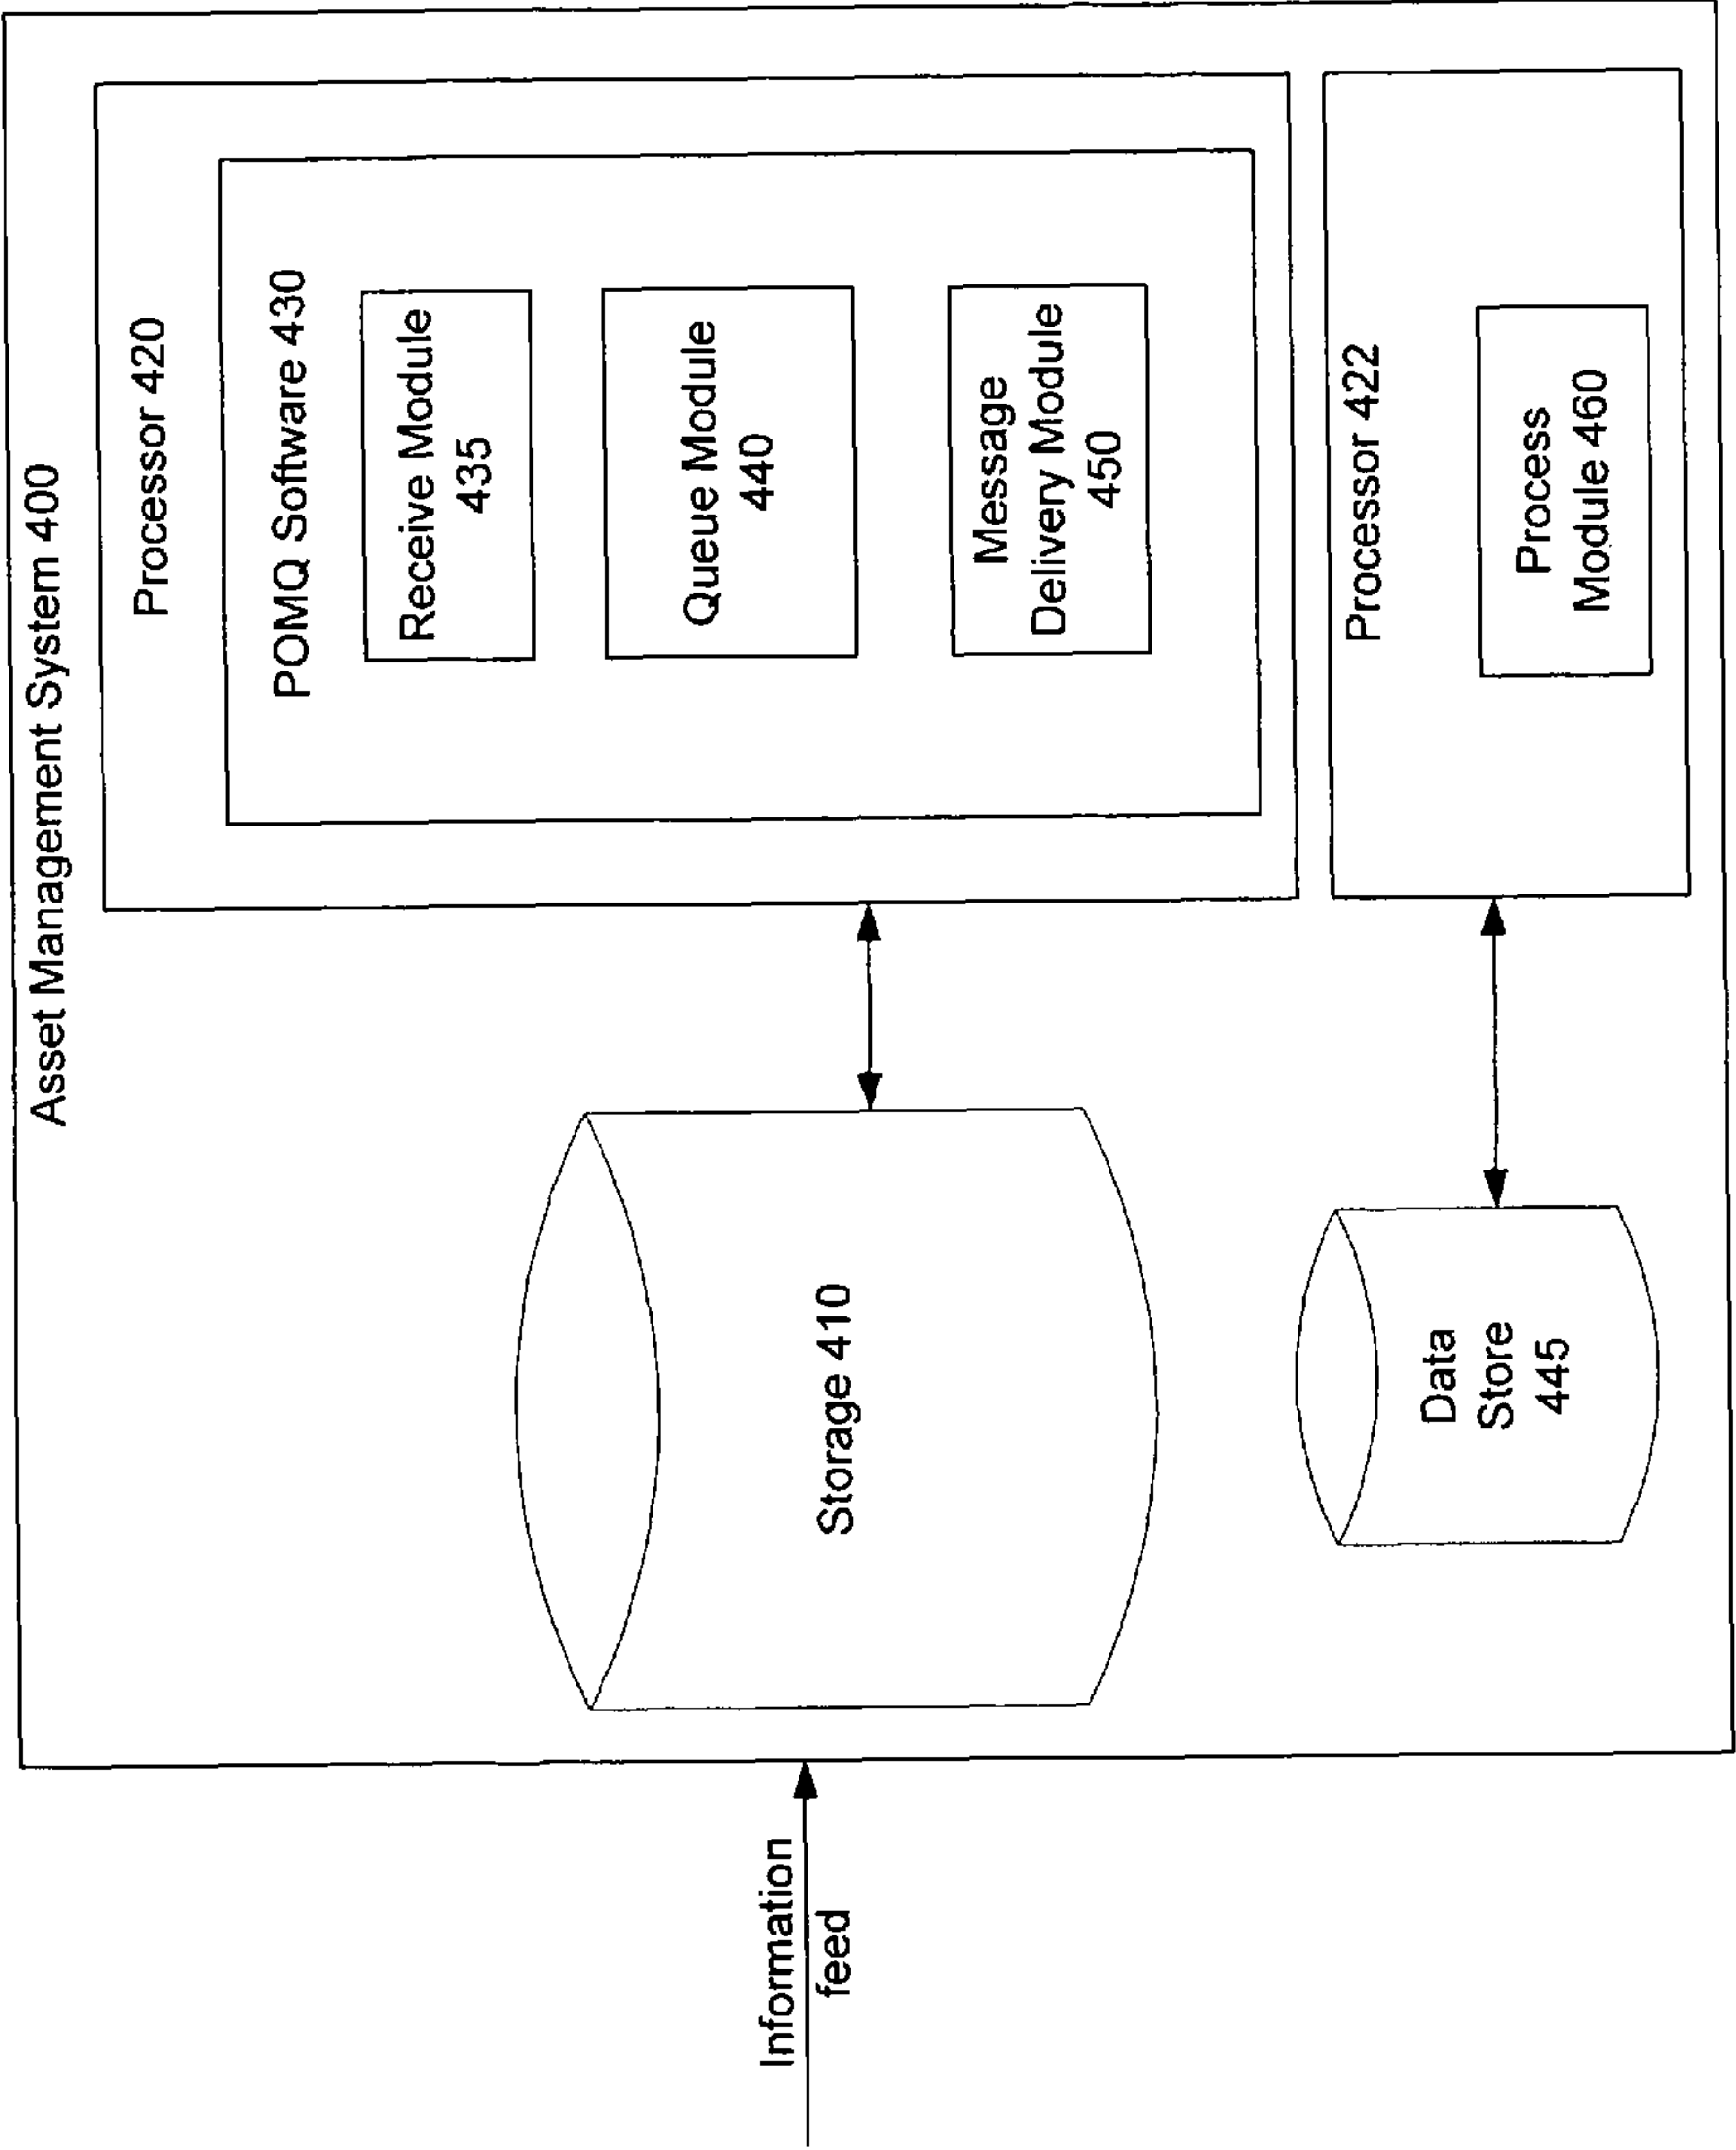 Asset Management System 400
Processor 420
POMQ Software 430
Receive Module
435
Queue Module
440
Message
Delivery Module
450
Processor 422
Process
Module 460
Storage 410
Data
Store
445
Information
feed